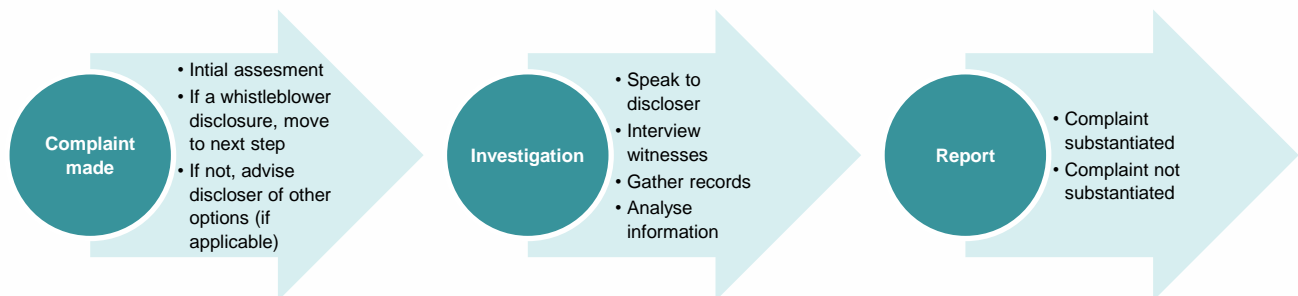 Complaint
made
• Intial assesment
• If a whistleblower
disclosure, move
to next step
• If not, advise
discloser of other
options (if
applicable)
Investigation
• Speak to
discloser
• Interview
witnesses
• Gather records
• Analyse
information
Report
• Complaint
substantiated
• Complaint not
substantiated